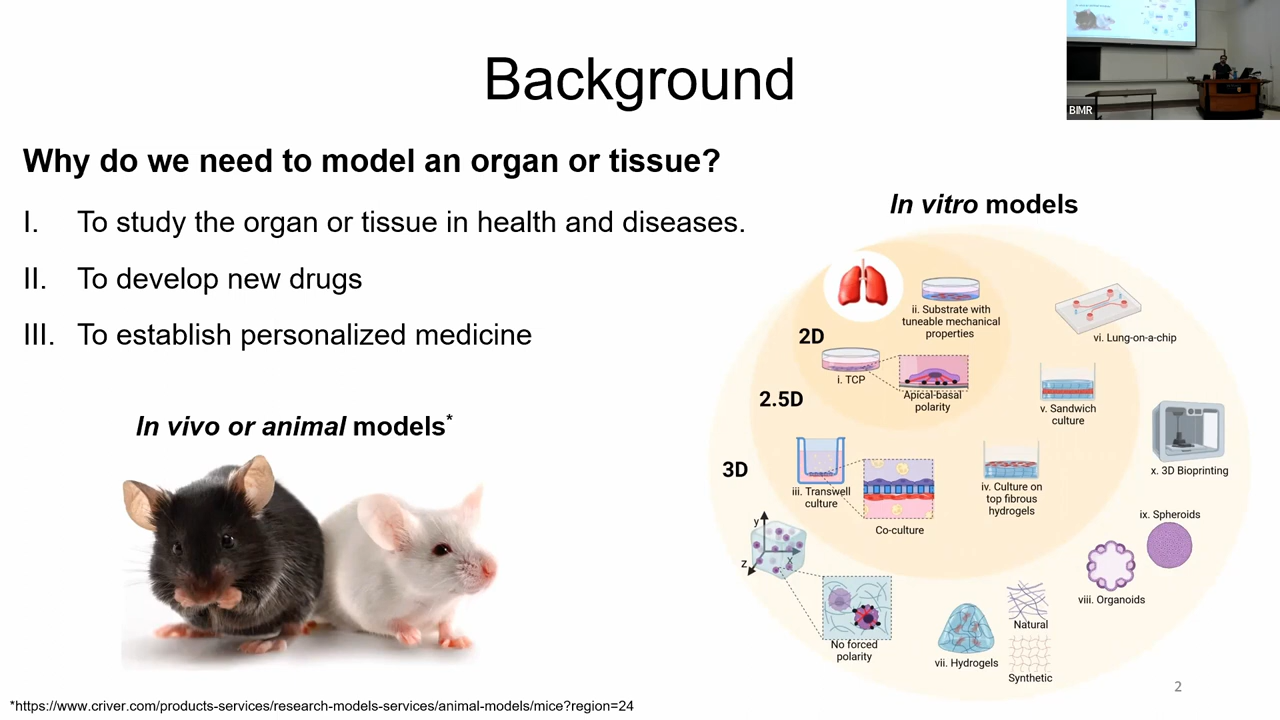 Background
BIMR
Why do we need to model an organ or tissue?
I. To study the organ or tissue in health and diseases.
II. To develop new drugs
III. To establish personalized medicine
In vivo or animal models*
In vitro models
2D
ii. Substrate with
tuneable mechanical
properties
vi. Lung-on-a-chip
i. TCP
Apical-basal
polarity
2.5D
v. Sandwich
culture
3D
iii. Transwell
culture
Co-culture
iv. Culture on
top fibrous
hydrogels
x. 3D Bioprinting
ix. Spheroids
y
x
z
No forced
polarity
viii. Organoids
vii. Hydrogels
Natural
Synthetic
2
*https://www.criver.com/products-services/research-models-services/animal-models/mice?region=24